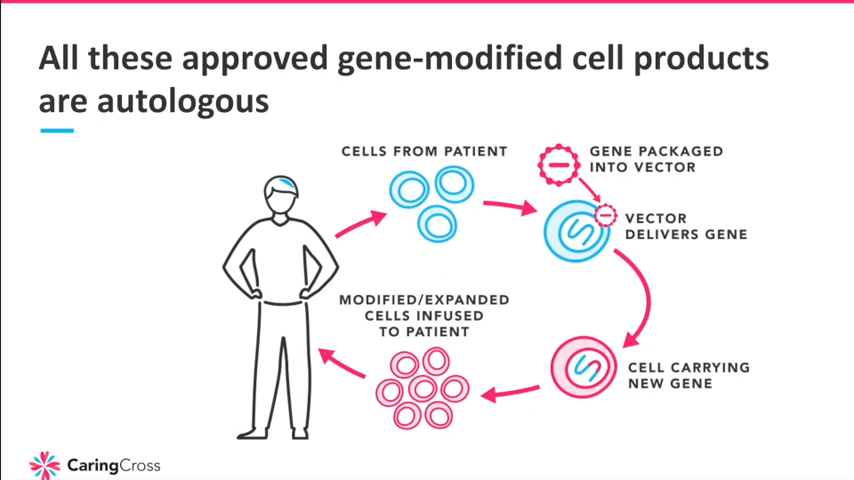 All these approved gene-modified cell products
are autologous
CELLS FROM PATIENT
GENE PACKAGED
INTO VECTOR
VECTOR
DELIVERS GENE
MODIFIED/EXPANDED
CELLS INFUSED
TO PATIENT
CELL CARRYING
NEW GENE
CaringCross